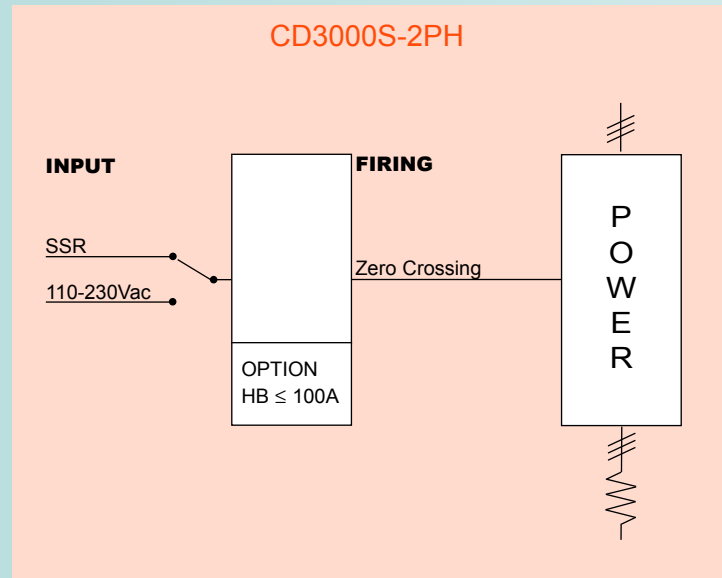 CD3000S-2PH
INPUT
FIRING
SSR
110-230Vac
Zero Crossing
OPTION
HB ≤ 100A
P
O
W
E
R